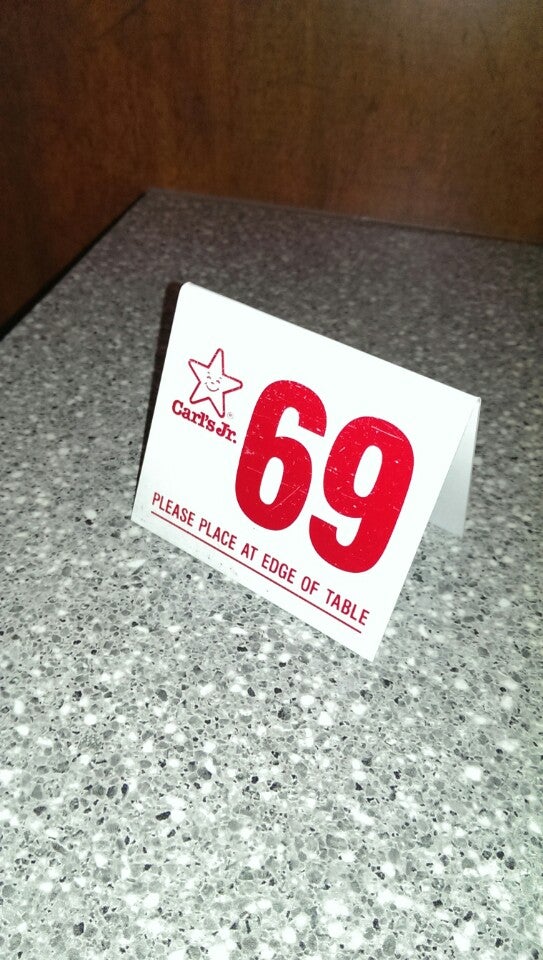 Carl's Jr.®
69
PLEASE PLACE AT EDGE OF TABLE